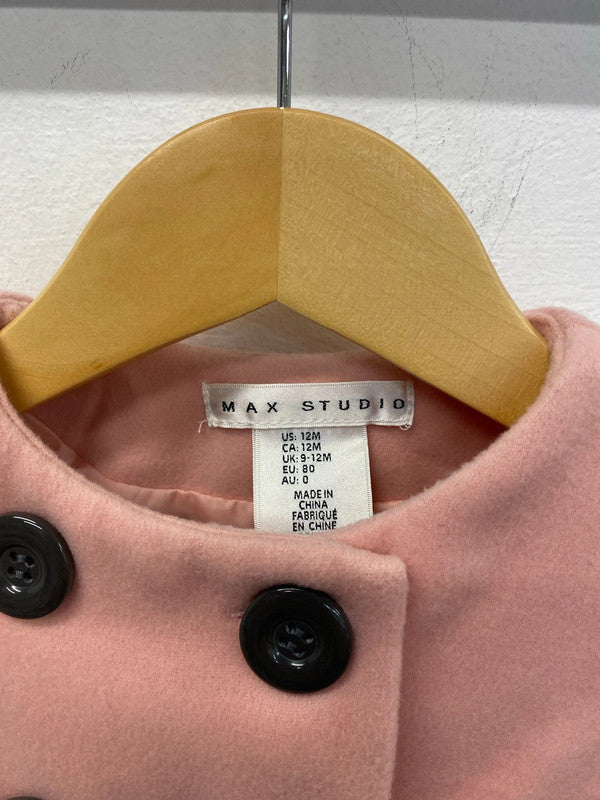 MAX STUDIO
US: 12M
CA: 12M
UK: 9-12M
EU: 80
AU: 0
MADE IN
CHINA
FABRIQUÉ
EN CHINE